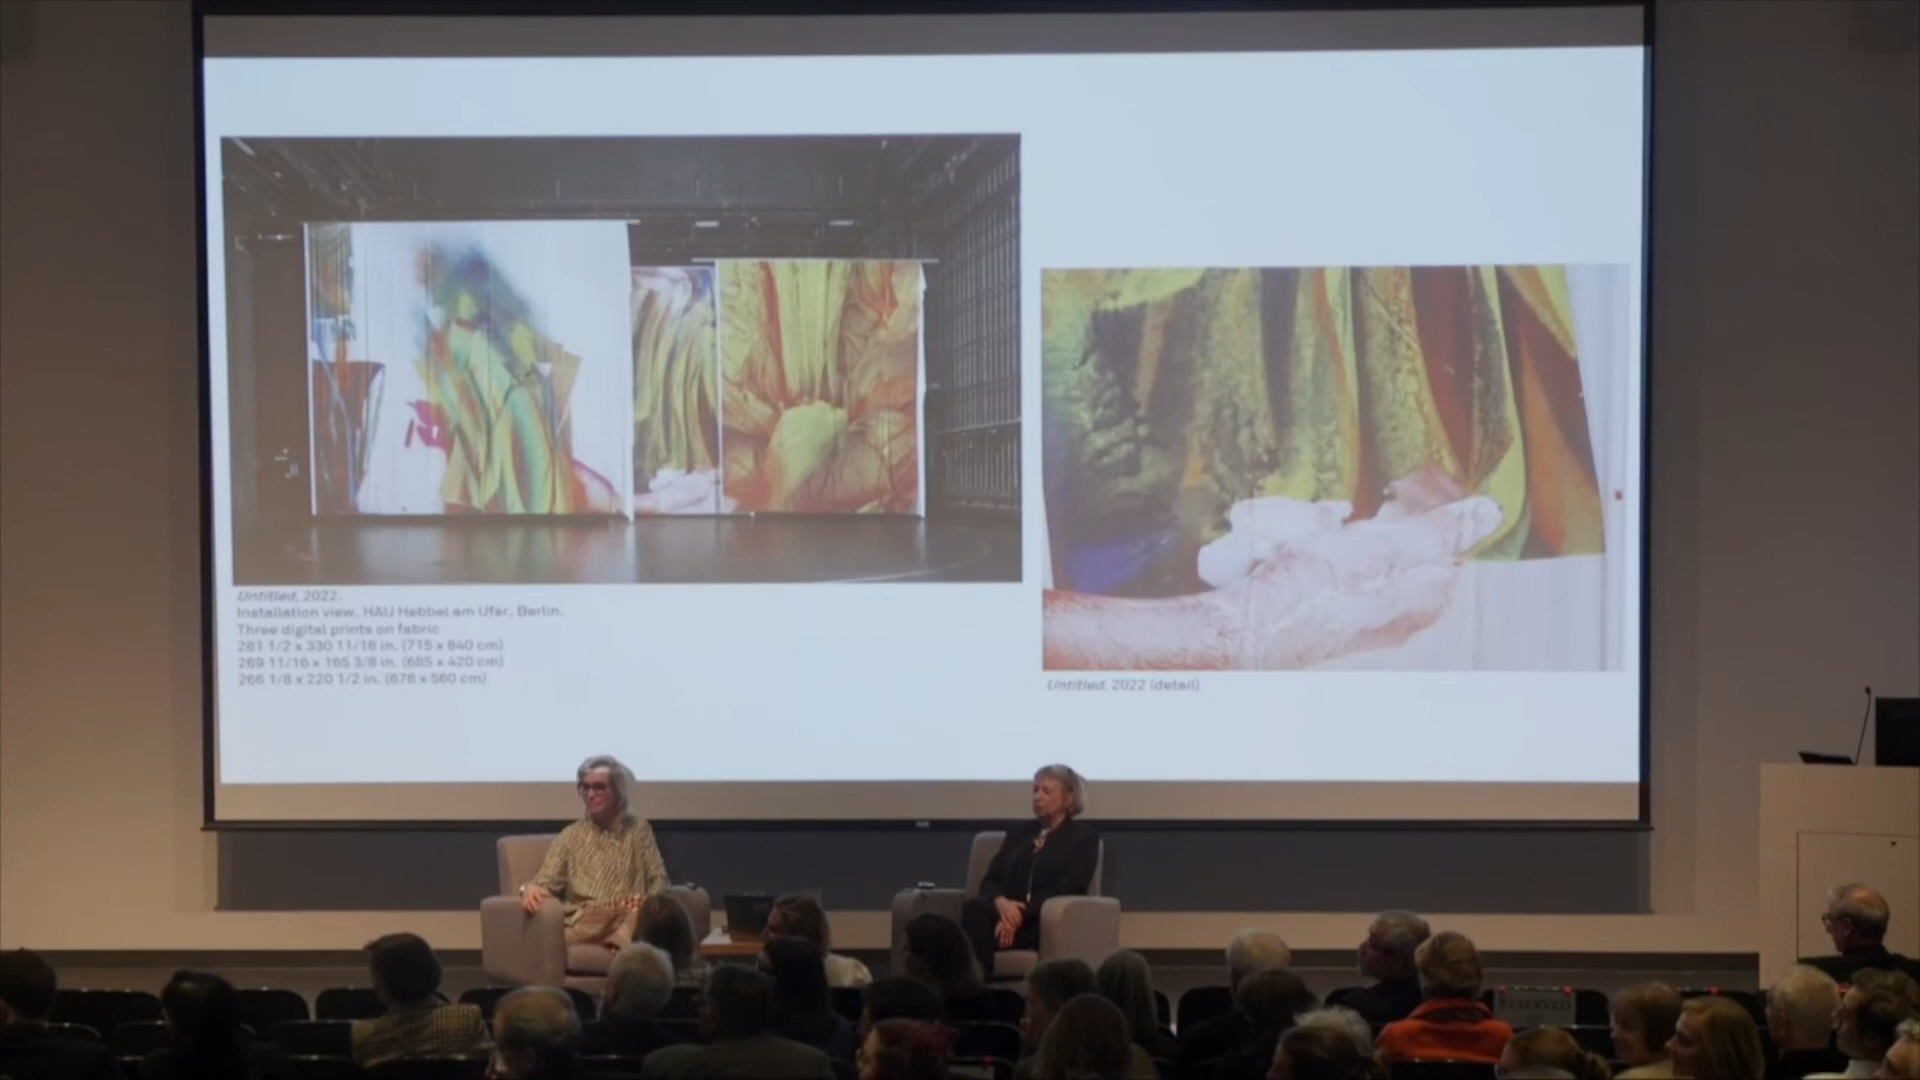 Untitled, 2022.
Installation view, HAU Hebbel am Ufer, Berlin.
Three digital prints on fabric
281 1/2 x 330 11/16 in. (715 x 840 cm)
269 11/16 x 165 3/8 in. (685 x 420 cm)
266 1/8 x 220 1/2 in. (676 x 560 cm)
Untitled, 2022 (detail)
RESERVED